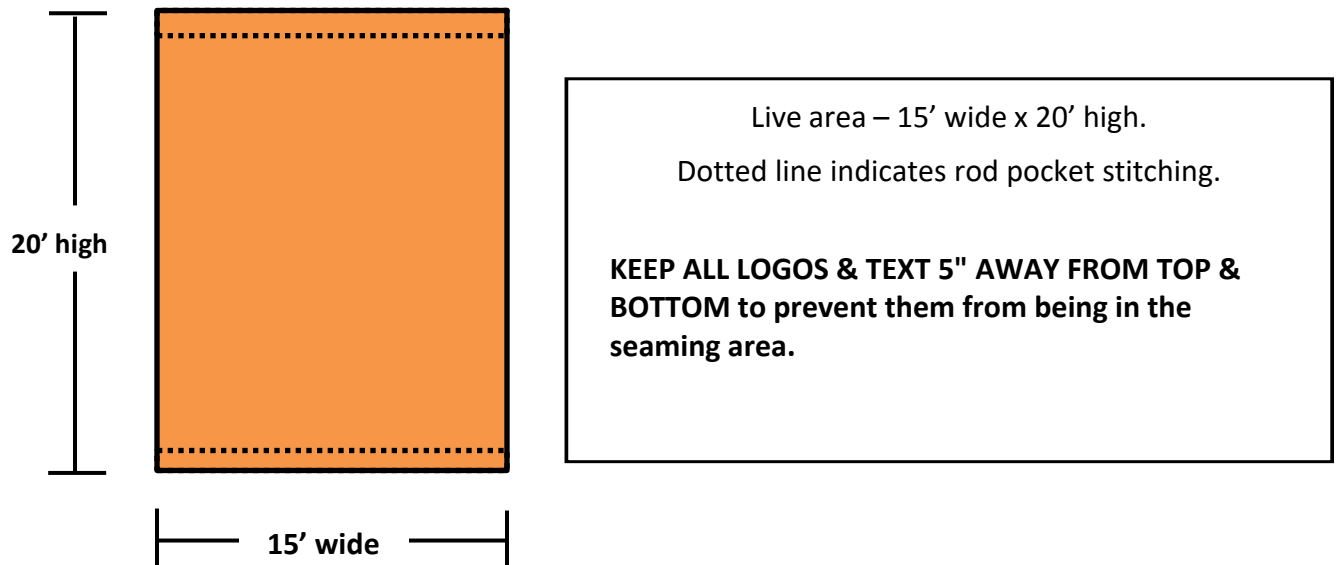 20’ high
15’ wide
Live area – 15’ wide x 20’ high.
Dotted line indicates rod pocket stitching.
KEEP ALL LOGOS & TEXT 5" AWAY FROM TOP &
BOTTOM to prevent them from being in the
seaming area.